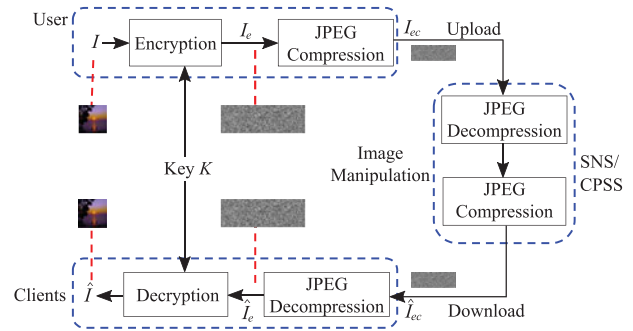 User
I
Encryption
I_e
JPEG
Compression
I_ec
Upload
JPEG
Decompression
Image
Manipulation
SNS/
CPSS
JPEG
Compression
Key K
Clients
Î
Decryption
Î_e
JPEG
Decompression
Î_ec
Download